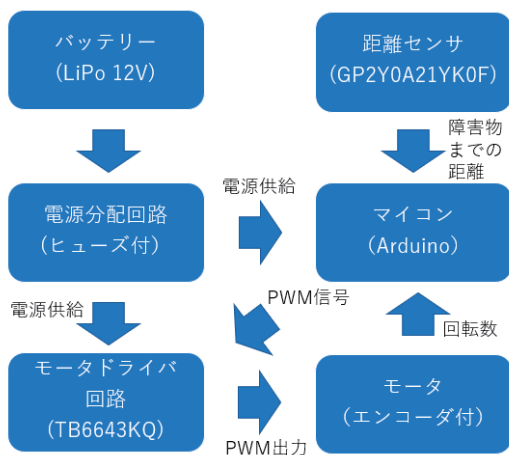 バッテリー
(LiPo 12V)
距離センサ
(GP2Y0A21YK0F)
障害物
までの
距離
電源供給
電源分配回路
(ヒューズ付)
マイコン
(Arduino)
電源供給
PWM信号
回転数
モータドライバ
回路
(TB6643KQ)
モータ
(エンコーダ付)
PWM出力